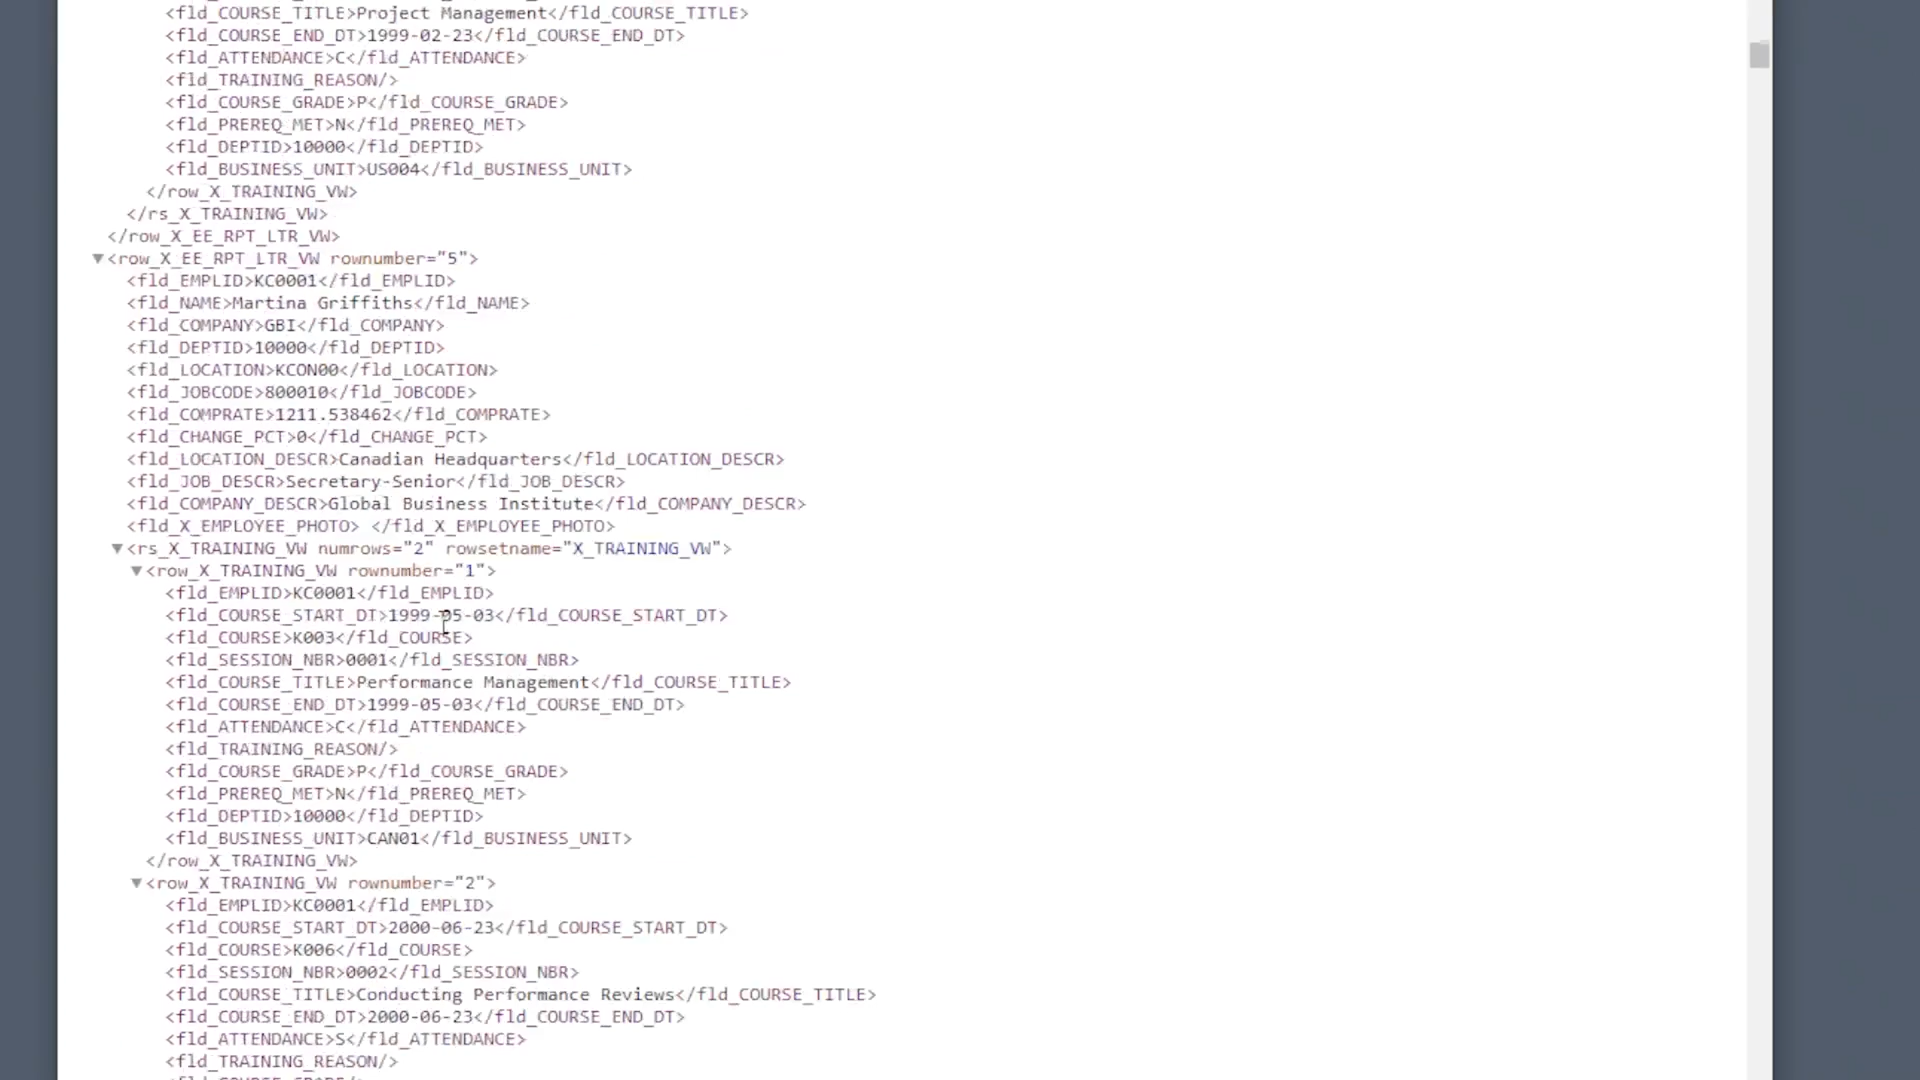 <fld_COURSE_TITLE>Project Management</fld_COURSE_TITLE>
<fld_COURSE_END_DT>1999-02-23</fld_COURSE_END_DT>
<fld_ATTENDANCE>C</fld_ATTENDANCE>
<fld_TRAINING_REASON/>
<fld_COURSE_GRADE>P</fld_COURSE_GRADE>
<fld_PREREQ_MET>N</fld_PREREQ_MET>
<fld_DEPTID>10000</fld_DEPTID>
<fld_BUSINESS_UNIT>US004</fld_BUSINESS_UNIT>
</row_X_TRAINING_VW>
</rs_X_TRAINING_VW>
</row_X_EE_RPT_LTR_VW>
▼<row_X_EE_RPT_LTR_VW rownumber="5">
<fld_EMPLID>KC0001</fld_EMPLID>
<fld_NAME>Martina Griffiths</fld_NAME>
<fld_COMPANY>GBI</fld_COMPANY>
<fld_DEPTID>10000</fld_DEPTID>
<fld_LOCATION>KCON00</fld_LOCATION>
<fld_JOBCODE>800010</fld_JOBCODE>
<fld_COMPRATE>1211.538462</fld_COMPRATE>
<fld_CHANGE_PCT>0</fld_CHANGE_PCT>
<fld_LOCATION_DESCR>Canadian Headquarters</fld_LOCATION_DESCR>
<fld_JOB_DESCR>Secretary-Senior</fld_JOB_DESCR>
<fld_COMPANY_DESCR>Global Business Institute</fld_COMPANY_DESCR>
<fld_X_EMPLOYEE_PHOTO> </fld_X_EMPLOYEE_PHOTO>
▼<rs_X_TRAINING_VW numrows="2" rowsetname="X_TRAINING_VW">
▼<row_X_TRAINING_VW rownumber="1">
<fld_EMPLID>KC0001</fld_EMPLID>
<fld_COURSE_START_DT>1999-05-03</fld_COURSE_START_DT>
<fld_COURSE>K003</fld_COURSE>
<fld_SESSION_NBR>0001</fld_SESSION_NBR>
<fld_COURSE_TITLE>Performance Management</fld_COURSE_TITLE>
<fld_COURSE_END_DT>1999-05-03</fld_COURSE_END_DT>
<fld_ATTENDANCE>C</fld_ATTENDANCE>
<fld_TRAINING_REASON/>
<fld_COURSE_GRADE>P</fld_COURSE_GRADE>
<fld_PREREQ_MET>N</fld_PREREQ_MET>
<fld_DEPTID>10000</fld_DEPTID>
<fld_BUSINESS_UNIT>CAN01</fld_BUSINESS_UNIT>
</row_X_TRAINING_VW>
▼<row_X_TRAINING_VW rownumber="2">
<fld_EMPLID>KC0001</fld_EMPLID>
<fld_COURSE_START_DT>2000-06-23</fld_COURSE_START_DT>
<fld_COURSE>K006</fld_COURSE>
<fld_SESSION_NBR>0002</fld_SESSION_NBR>
<fld_COURSE_TITLE>Conducting Performance Reviews</fld_COURSE_TITLE>
<fld_COURSE_END_DT>2000-06-23</fld_COURSE_END_DT>
<fld_ATTENDANCE>S</fld_ATTENDANCE>
<fld_TRAINING_REASON/>